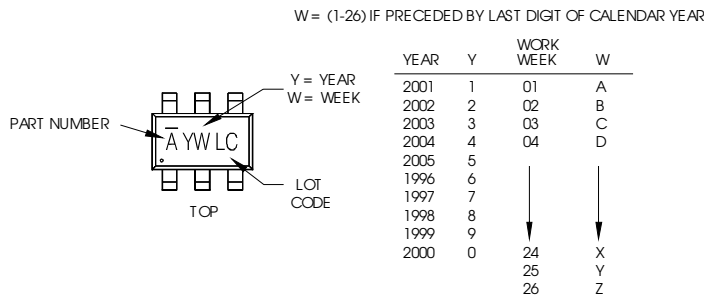 W = (1-26) IF PRECEDED BY LAST DIGIT OF CALENDAR YEAR
Y = YEAR
W = WEEK
PART NUMBER
A̅ YW LC
LOT
CODE
TOP
YEAR Y WORK WEEK W
2001 1 01 A
2002 2 02 B
2003 3 03 C
2004 4 04 D
2005 5
1996 6
1997 7
1998 8
1999 9
2000 0 24 X
25 Y
26 Z